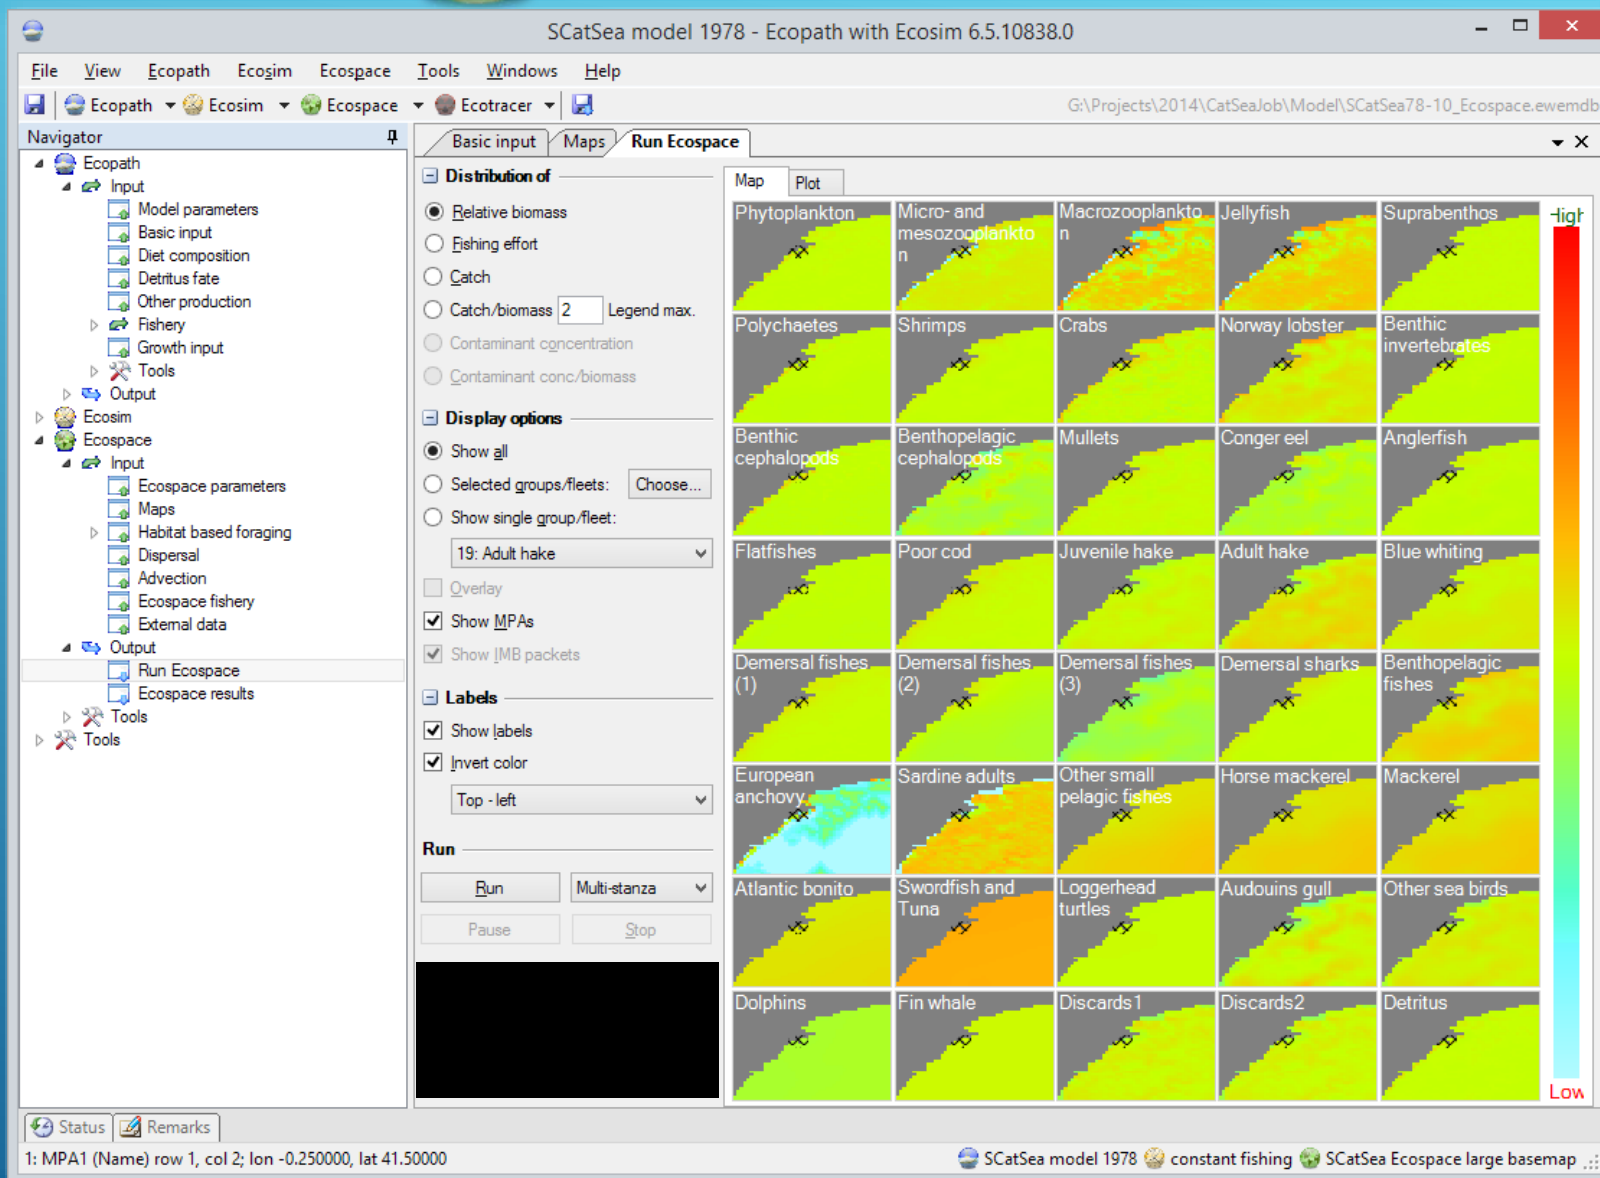 SCatSea model 1978 - Ecopath with Ecosim 6.5.10838.0
File View Ecopath Ecosim Ecospace Tools Windows Help
Ecopath Ecosim Ecospace Ecotracer
G:\Projects\2014\CatSeaJob\Model\SCatSea78-10_Ecospace.ewemdb
Navigator
Ecopath
Input
Model parameters
Basic input
Diet composition
Detritus fate
Other production
Fishery
Growth input
Tools
Output
Ecosim
Ecospace
Input
Ecospace parameters
Maps
Habitat based foraging
Dispersal
Advection
Ecospace fishery
External data
Output
Run Ecospace
Ecospace results
Tools
Tools
Basic input Maps Run Ecospace
Distribution of
Relative biomass
Fishing effort
Catch
Catch/biomass 2 Legend max.
Contaminant concentration
Contaminant conc/biomass
Display options
Show all
Selected groups/fleets: Choose...
Show single group/fleet:
19: Adult hake
Overlay
Show MPAs
Show IMB packets
Labels
Show labels
Invert color
Top - left
Run
Run Multi-stanza
Pause Stop
Map Plot
Phytoplankton
Micro- and
mesozooplankto
n
Macrozooplankto
n
Jellyfish
Suprabenthos
High
Polychaetes
Shrimps
Crabs
Norway lobster
Benthic
invertebrates
Benthic
cephalopods
Benthopelagic
cephalopods
Mullets
Conger eel
Anglerfish
Flatfishes
Poor cod
Juvenile hake
Adult hake
Blue whiting
Demersal fishes
(1)
Demersal fishes
(2)
Demersal fishes
(3)
Demersal sharks
Benthopelagic
fishes
European
anchovy
Sardine adults
Other small
pelagic fishes
Horse mackerel
Mackerel
Atlantic bonito
Swordfish and
Tuna
Loggerhead
turtles
Audouins gull
Other sea birds
Dolphins
Fin whale
Discards1
Discards2
Detritus
Low
Status Remarks
1: MPA1 (Name) row 1, col 2; lon -0.250000, lat 41.50000
SCatSea model 1978 constant fishing SCatSea Ecospace large basemap